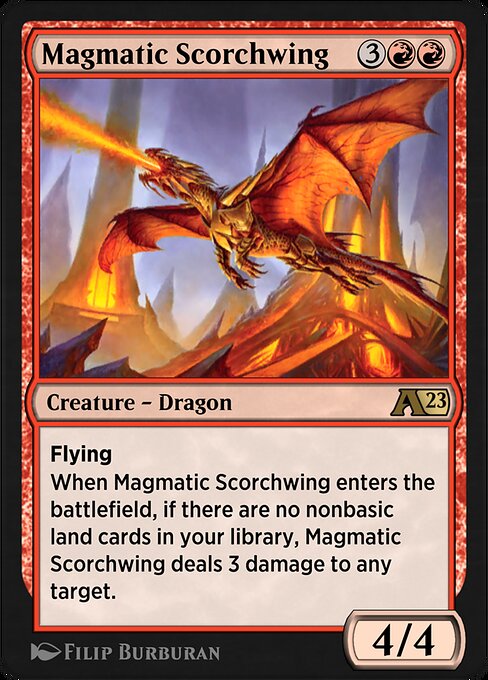 Magmatic Scorchwing 3
Creature – Dragon A23
Flying
When Magmatic Scorchwing enters the
battlefield, if there are no nonbasic
land cards in your library, Magmatic
Scorchwing deals 3 damage to any
target.
4/4
Filip Burburan